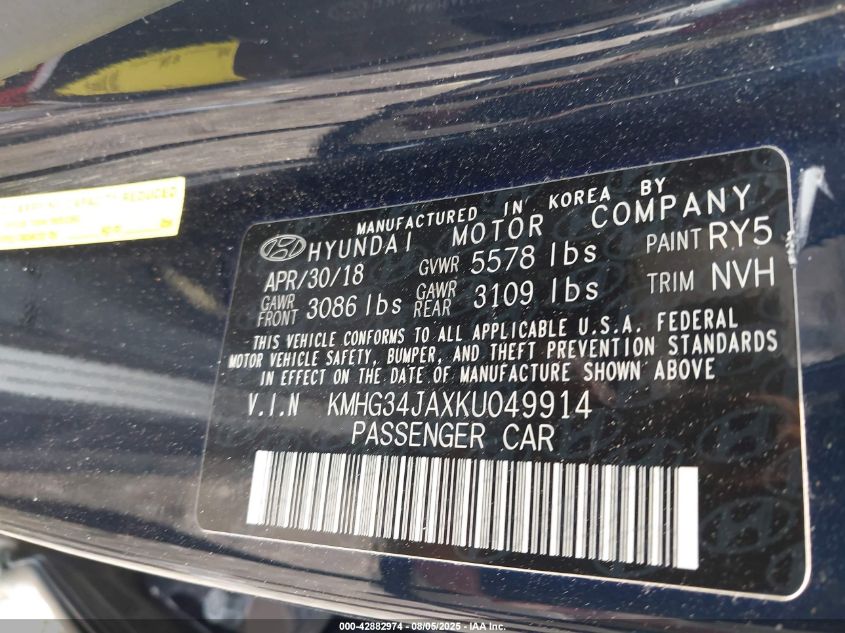 MANUFACTURED IN KOREA BY
HYUNDAI MOTOR COMPANY
APR/30/18 GVWR 5578 lbs PAINT RY5
GAWR FRONT 3086 lbs GAWR REAR 3109 lbs TRIM NVH
THIS VEHICLE CONFORMS TO ALL APPLICABLE U.S.A. FEDERAL
MOTOR VEHICLE SAFETY, BUMPER, AND THEFT PREVENTION STANDARDS
IN EFFECT ON THE DATE OF MANUFACTURE SHOWN ABOVE
V.I.N KMHG34JAXKU049914
PASSENGER CAR
REDUCED
000-42882974 - 08/05/2025 - IAA Inc.